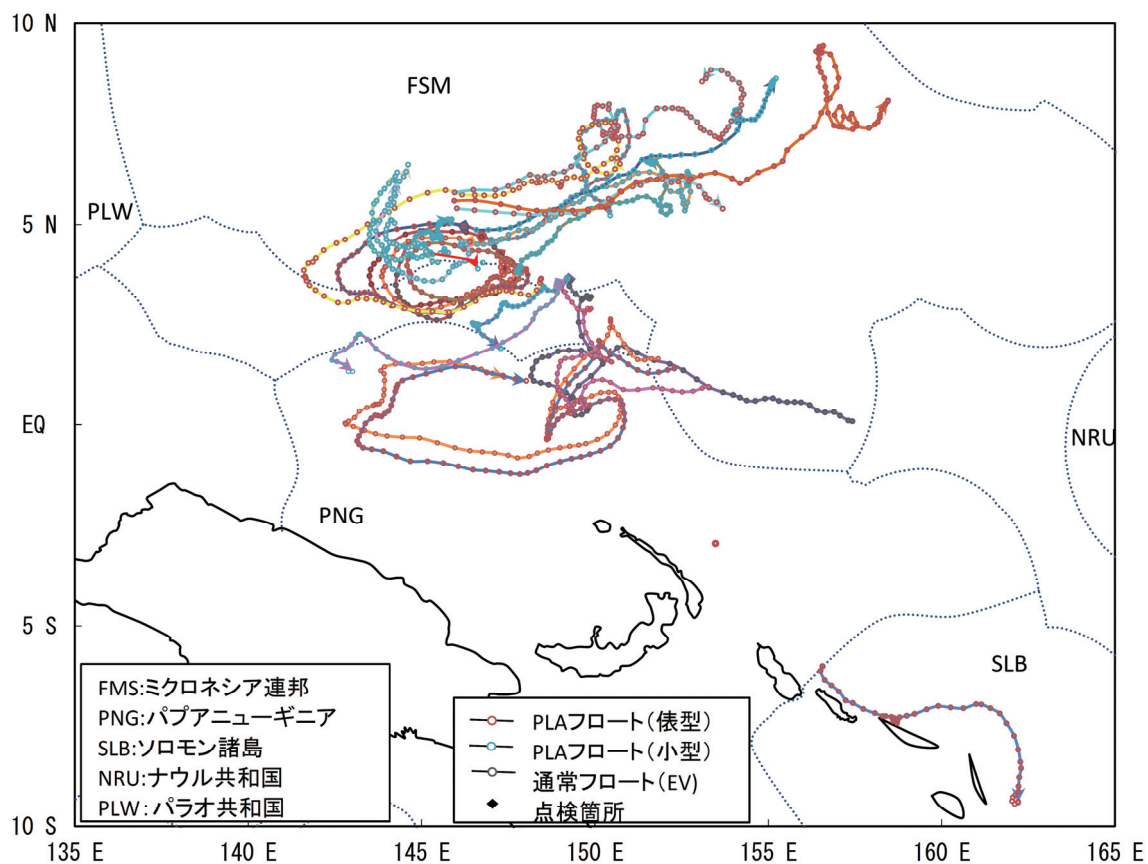 10 N
FSM
5 N
PLW
EQ
NRU
PNG
5 S
SLB
FMS:ミクロネシア連邦
PNG:パプアニューギニア
SLB:ソロモン諸島
NRU:ナウル共和国
PLW:パラオ共和国
PLAフロート(俵型)
PLAフロート(小型)
通常フロート(EV)
点検箇所
10 S
135 E 140 E 145 E 150 E 155 E 160 E 165 E